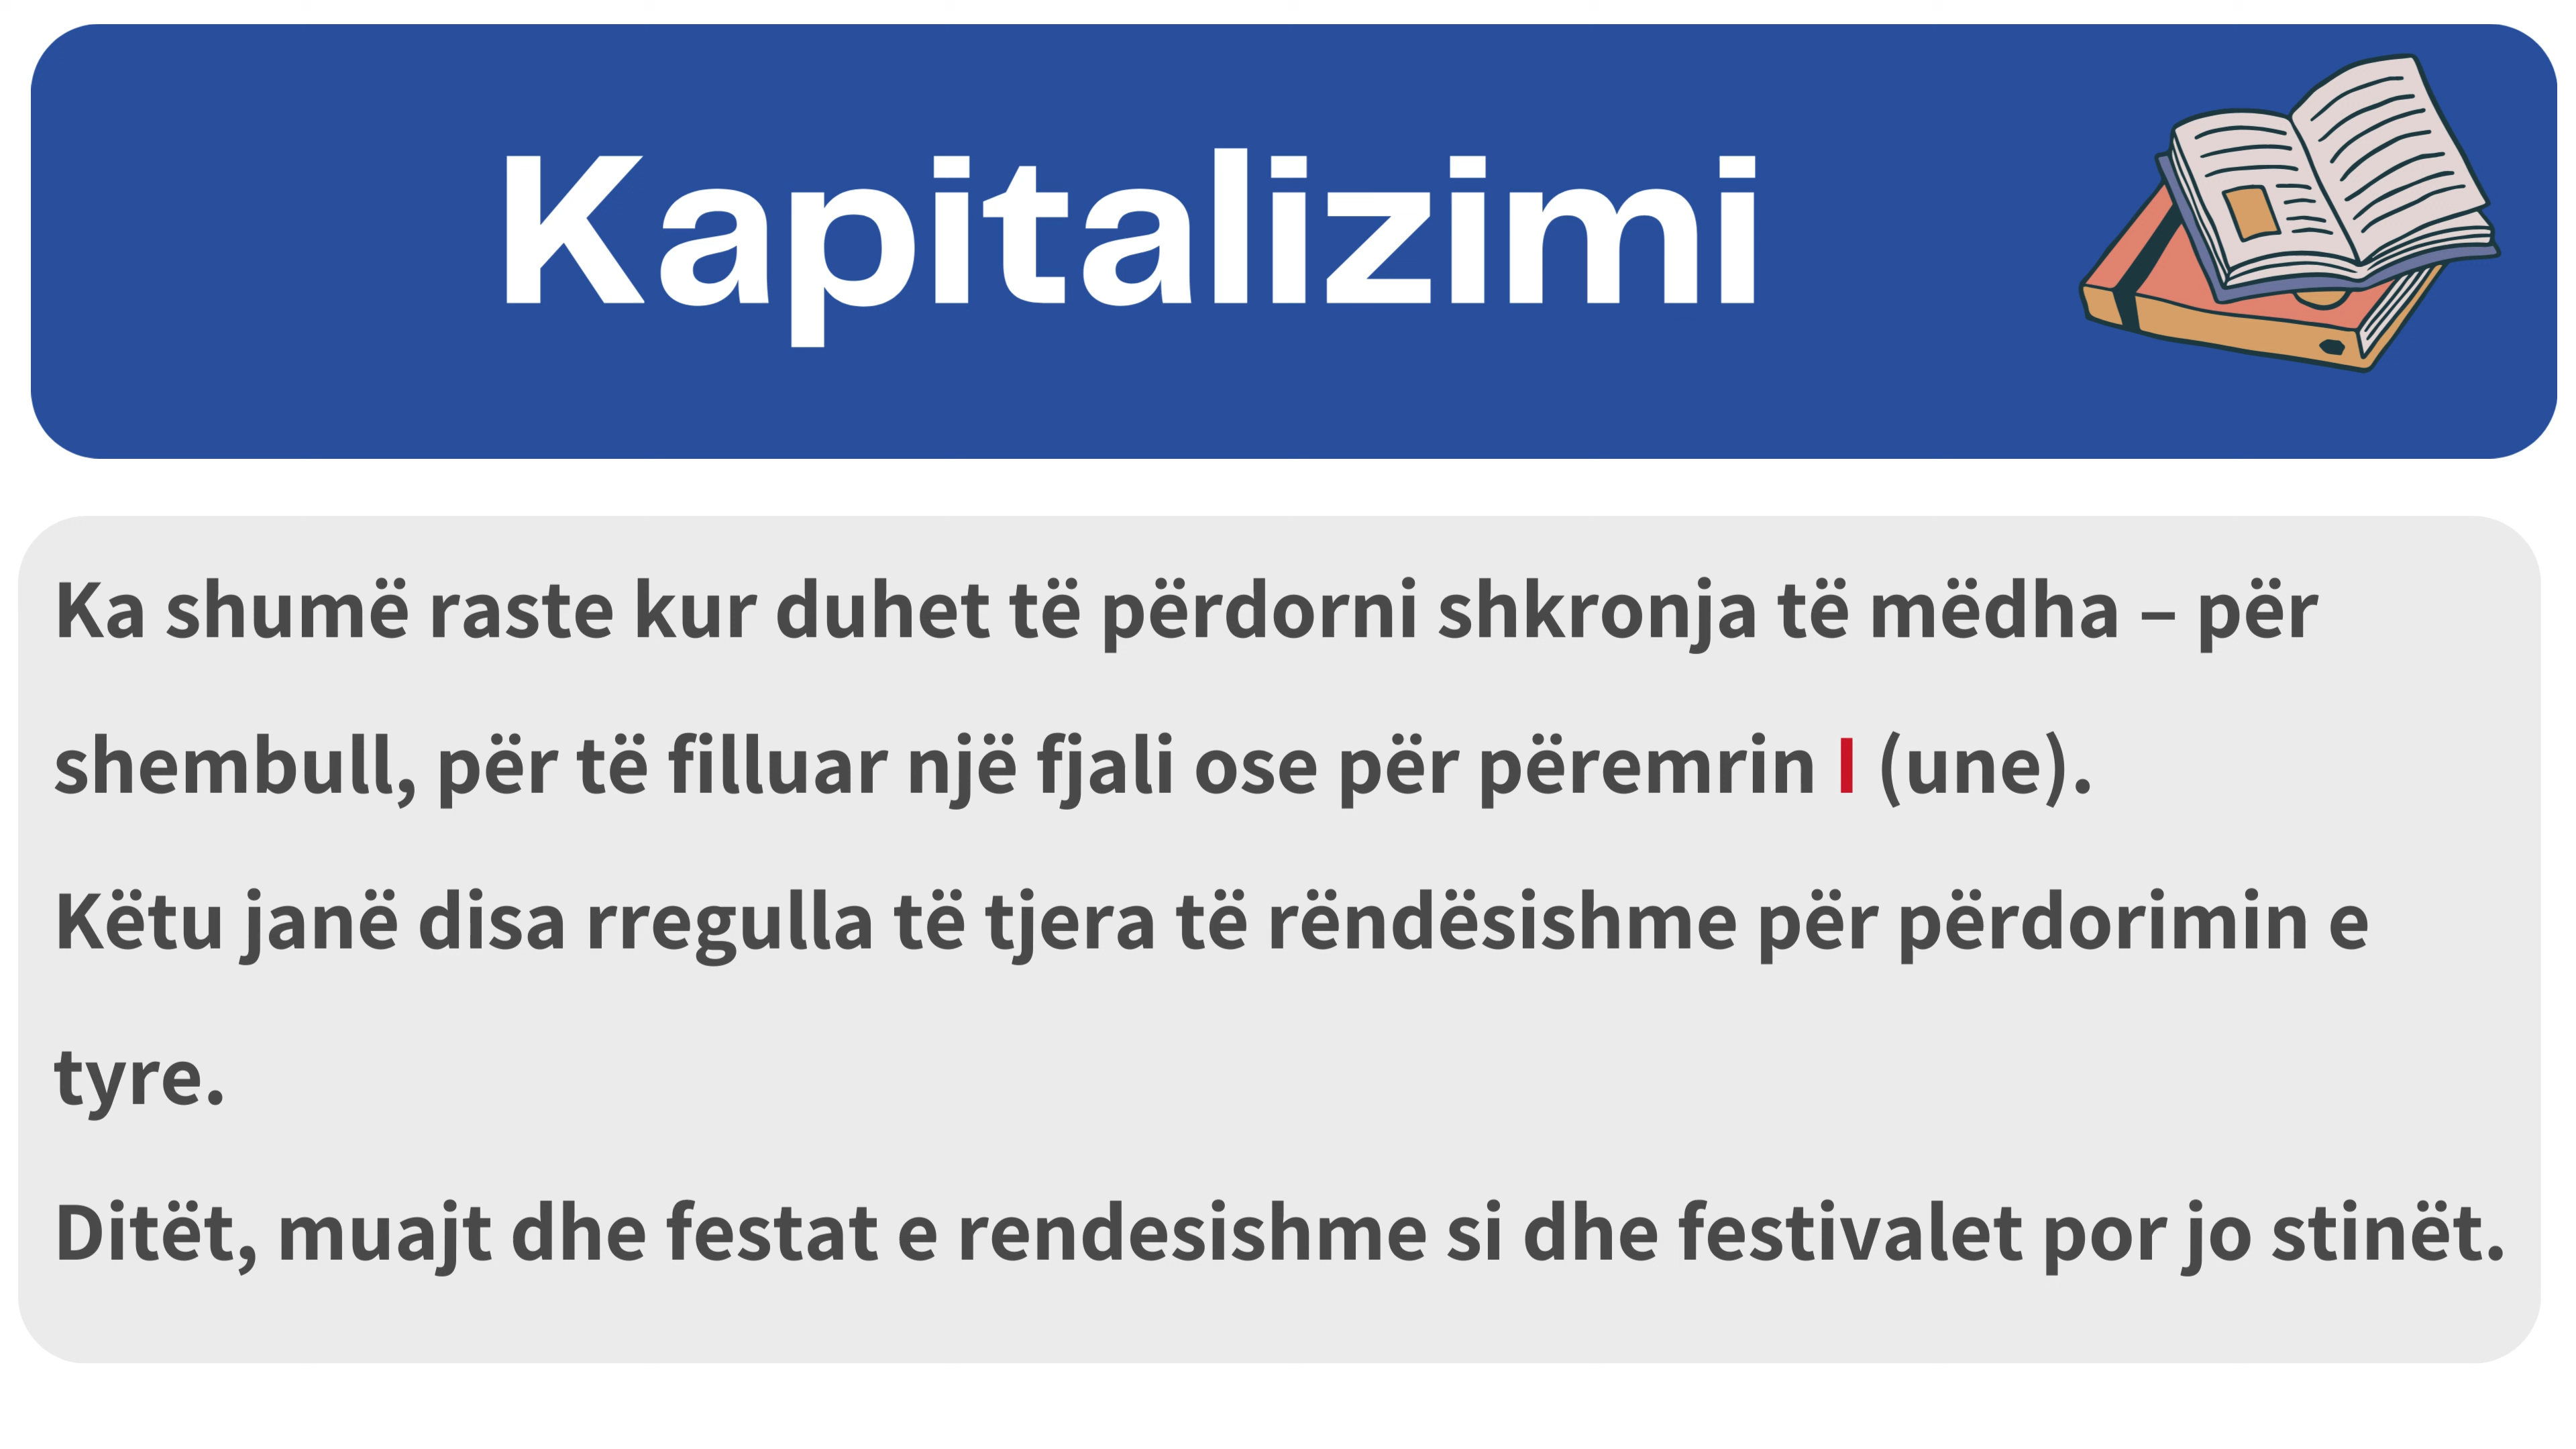 Kapitalizimi
Ka shumë raste kur duhet të përdorni shkronja të mëdha – për
shembull, për të filluar një fjali ose për përemrin I (une).
Këtu janë disa rregulla të tjera të rëndësishme për përdorimin e
tyre.
Ditët, muajt dhe festat e rendesishme si dhe festivalet por jo stinët.